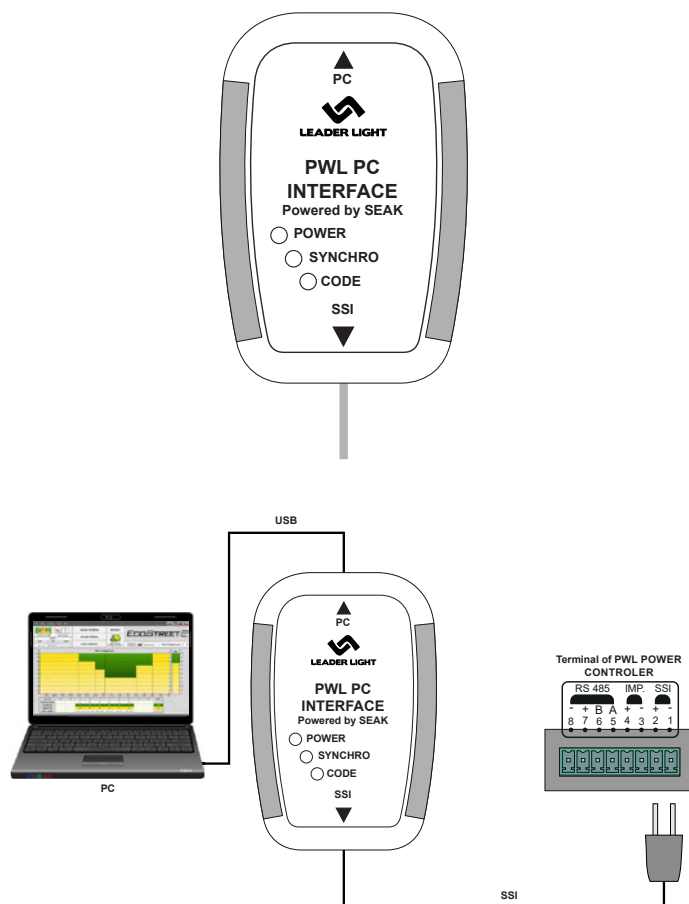 PC
LEADER LIGHT
PWL PC
INTERFACE
Powered by SEAK
POWER
SYNCHRO
CODE
SSI
USB
PC
LEADER LIGHT
PWL PC
INTERFACE
Powered by SEAK
POWER
SYNCHRO
CODE
SSI
ECOSTREET 2
PC
Terminal of PWL POWER
CONTROLER
RS 485 IMP. SSI
- + B A + - + -
8 7 6 5 4 3 2 1
SSI